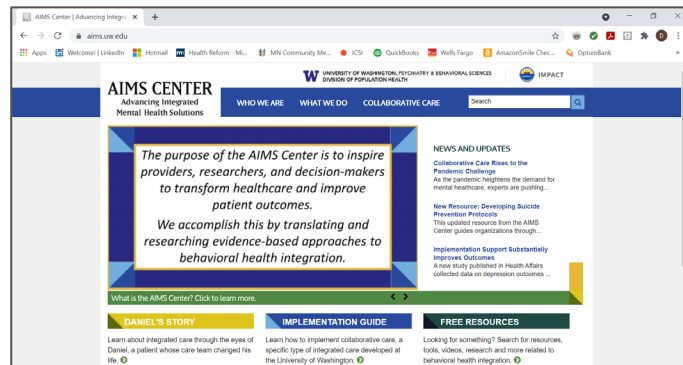 AIMS Center | Advancing Integra
aims.uw.edu
Apps Welcome! | LinkedIn Hotmail Health Reform - Mi... MN Community Me... ICSI QuickBooks Wells Fargo AmazonSmile Chec... OptumBank
W UNIVERSITY OF WASHINGTON, PSYCHIATRY & BEHAVIORAL SCIENCES
DIVISION OF POPULATION HEALTH
IMPACT
AIMS CENTER
Advancing Integrated
Mental Health Solutions
WHO WE ARE WHAT WE DO COLLABORATIVE CARE Search
The purpose of the AIMS Center is to inspire
providers, researchers, and decision-makers
to transform healthcare and improve
patient outcomes.
We accomplish this by translating and
researching evidence-based approaches to
behavioral health integration.
What is the AIMS Center? Click to learn more.
NEWS AND UPDATES
Collaborative Care Rises to the
Pandemic Challenge
As the pandemic heightens the demand for
mental healthcare, experts are pushing...
New Resource: Developing Suicide
Prevention Protocols
This updated resource from the AIMS
Center guides organizations through...
Implementation Support Substantially
Improves Outcomes
A new study published in Health Affairs
collected data on depression outcomes ...
DANIEL'S STORY
Learn about integrated care through the eyes of
Daniel, a patient whose care team changed his
life.
IMPLEMENTATION GUIDE
Learn how to implement collaborative care, a
specific type of integrated care developed at
the University of Washington.
FREE RESOURCES
Looking for something? Search for resources,
tools, videos, research and more related to
behavioral health integration.